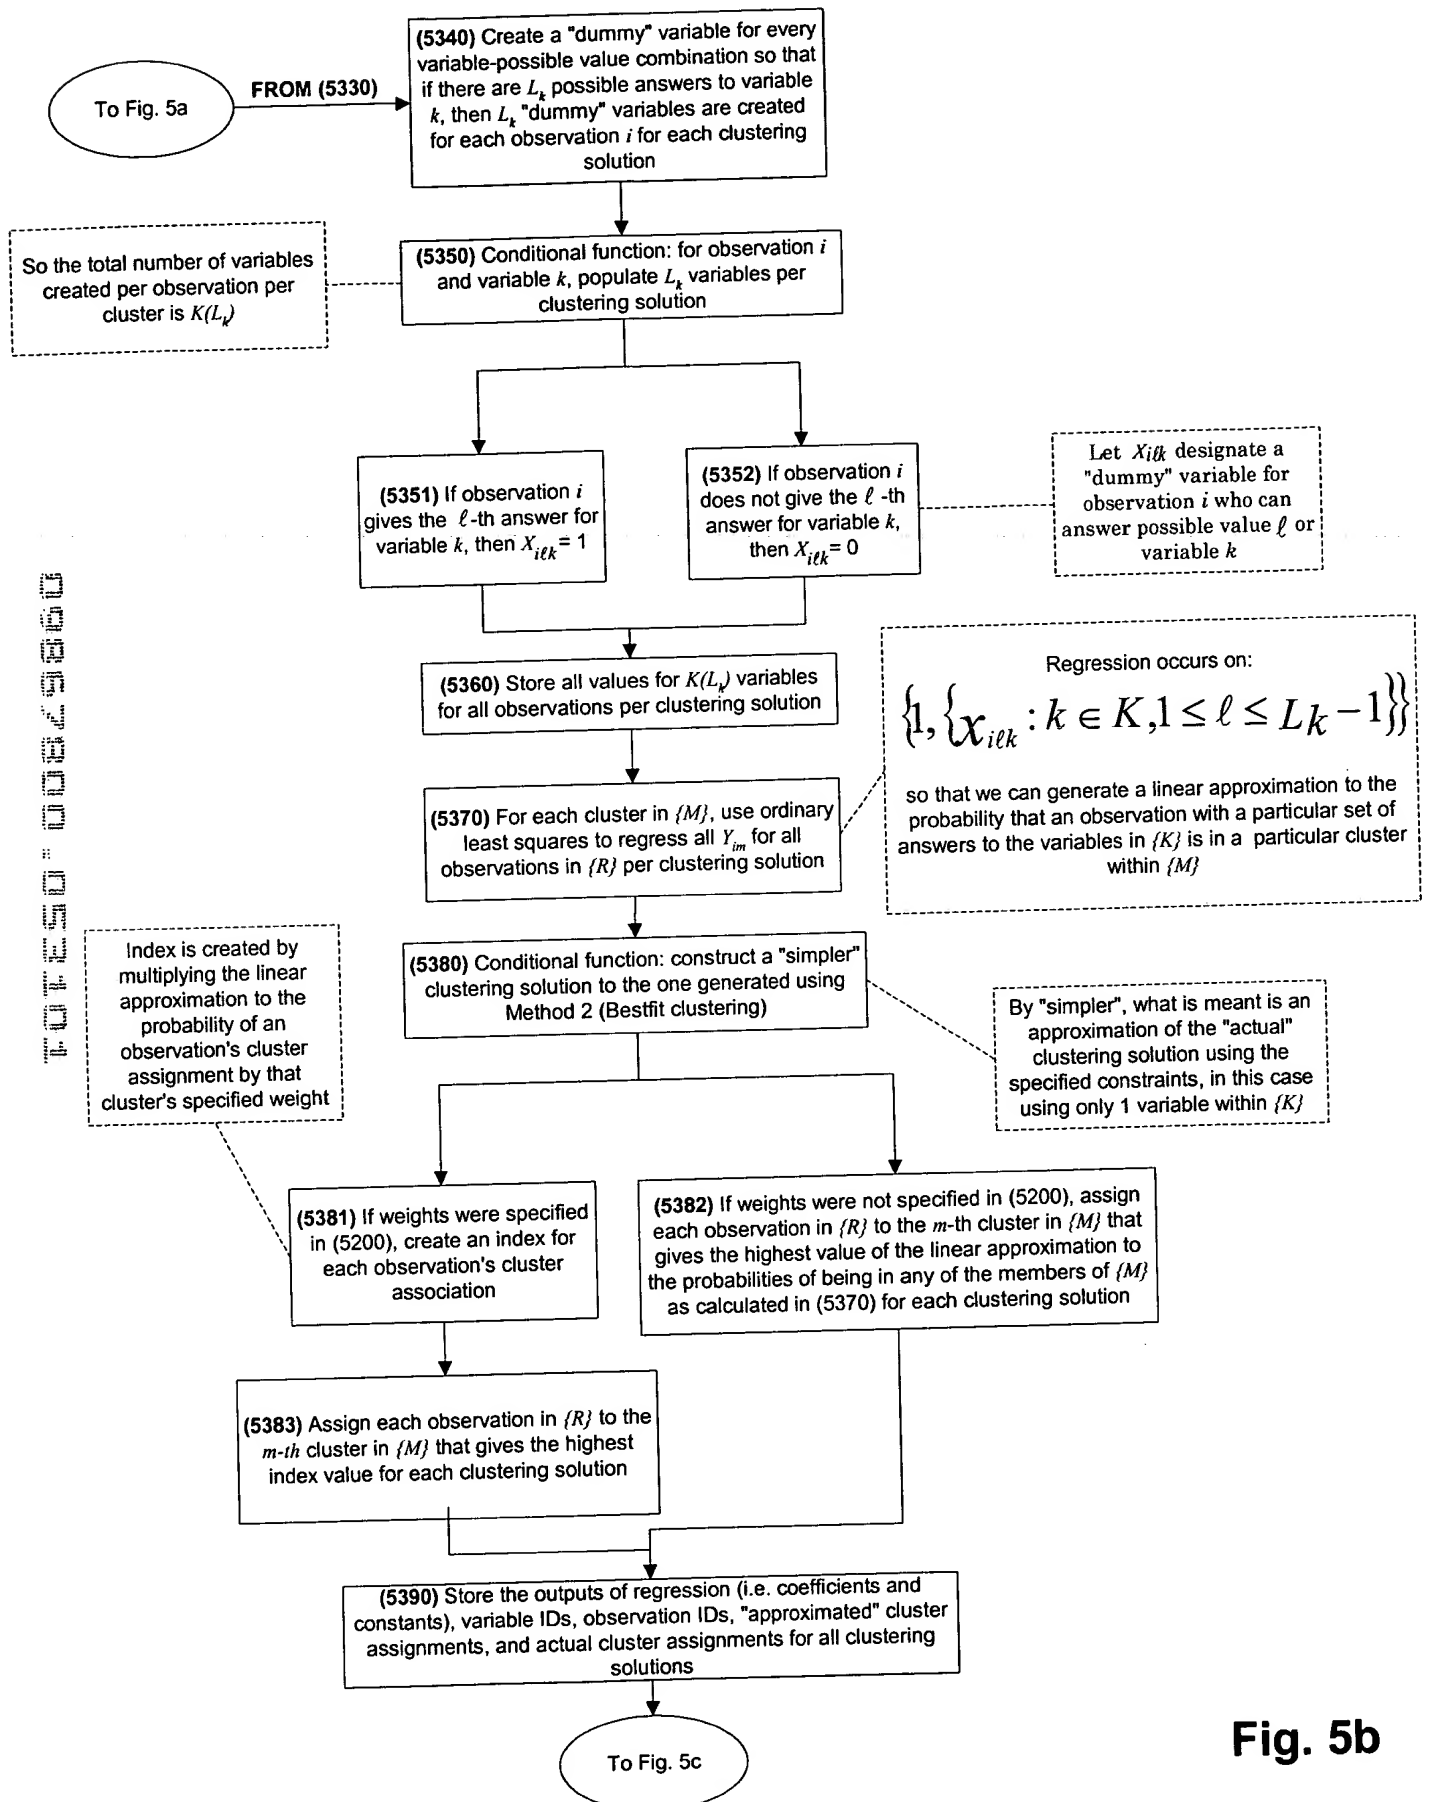 To Fig. 5a
FROM (5330)
(5340) Create a "dummy" variable for every
variable-possible value combination so that
if there are Lk possible answers to variable
k, then Lk "dummy" variables are created
for each observation i for each clustering
solution
So the total number of variables
created per observation per
cluster is K(Lk)
(5350) Conditional function: for observation i
and variable k, populate Lk variables per
clustering solution
(5351) If observation i
gives the ℓ-th answer for
variable k, then Xiℓk = 1
(5352) If observation i
does not give the ℓ -th
answer for variable k,
then Xiℓk = 0
Let Xiℓk designate a
"dummy" variable for
observation i who can
answer possible value ℓ or
variable k
(5360) Store all values for K(Lk) variables
for all observations per clustering solution
Regression occurs on:
{1,{xiℓk : k ∈ K,1 ≤ ℓ ≤ Lk −1}}
so that we can generate a linear approximation to the
probability that an observation with a particular set of
answers to the variables in {K} is in a particular cluster
within {M}
(5370) For each cluster in {M}, use ordinary
least squares to regress all Yim for all
observations in {R} per clustering solution
(5380) Conditional function: construct a "simpler"
clustering solution to the one generated using
Method 2 (Bestfit clustering)
By "simpler", what is meant is an
approximation of the "actual"
clustering solution using the
specified constraints, in this case
using only 1 variable within {K}
Index is created by
multiplying the linear
approximation to the
probability of an
observation's cluster
assignment by that
cluster's specified weight
(5381) If weights were specified
in (5200), create an index for
each observation's cluster
association
(5382) If weights were not specified in (5200), assign
each observation in {R} to the m-th cluster in {M} that
gives the highest value of the linear approximation to
the probabilities of being in any of the members of {M}
as calculated in (5370) for each clustering solution
(5383) Assign each observation in {R} to the
m-th cluster in {M} that gives the highest
index value for each clustering solution
(5390) Store the outputs of regression (i.e. coefficients and
constants), variable IDs, observation IDs, "approximated" cluster
assignments, and actual cluster assignments for all clustering
solutions
To Fig. 5c
Fig. 5b
09867800.053101